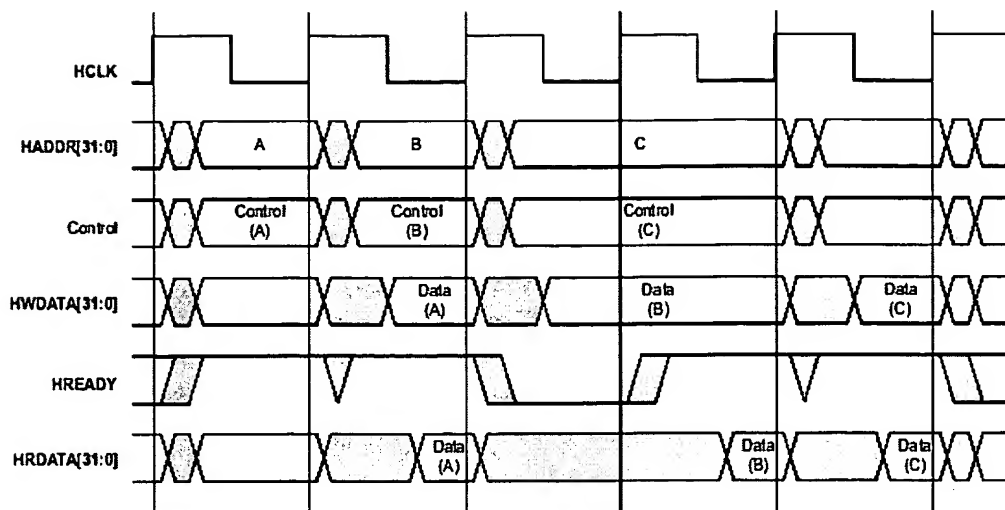 HCLK
HADDR[31:0] A B C
Control Control Control Control
(A) (B) (C)
HWDATA[31:0] Data Data Data
(A) (B) (C)
HREADY
HRDATA[31:0] Data Data Data
(A) (B) (C)